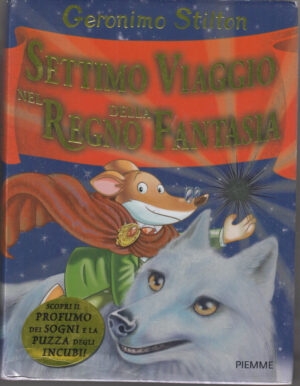 Geronimo Stilton
SETTIMO VIAGGIO
NEL REGNO DELLA FANTASIA
SCOPRI IL
PROFUMO
DEI SOGNI E LA
PUZZA DEGLI
INCUBI!
PIEMME